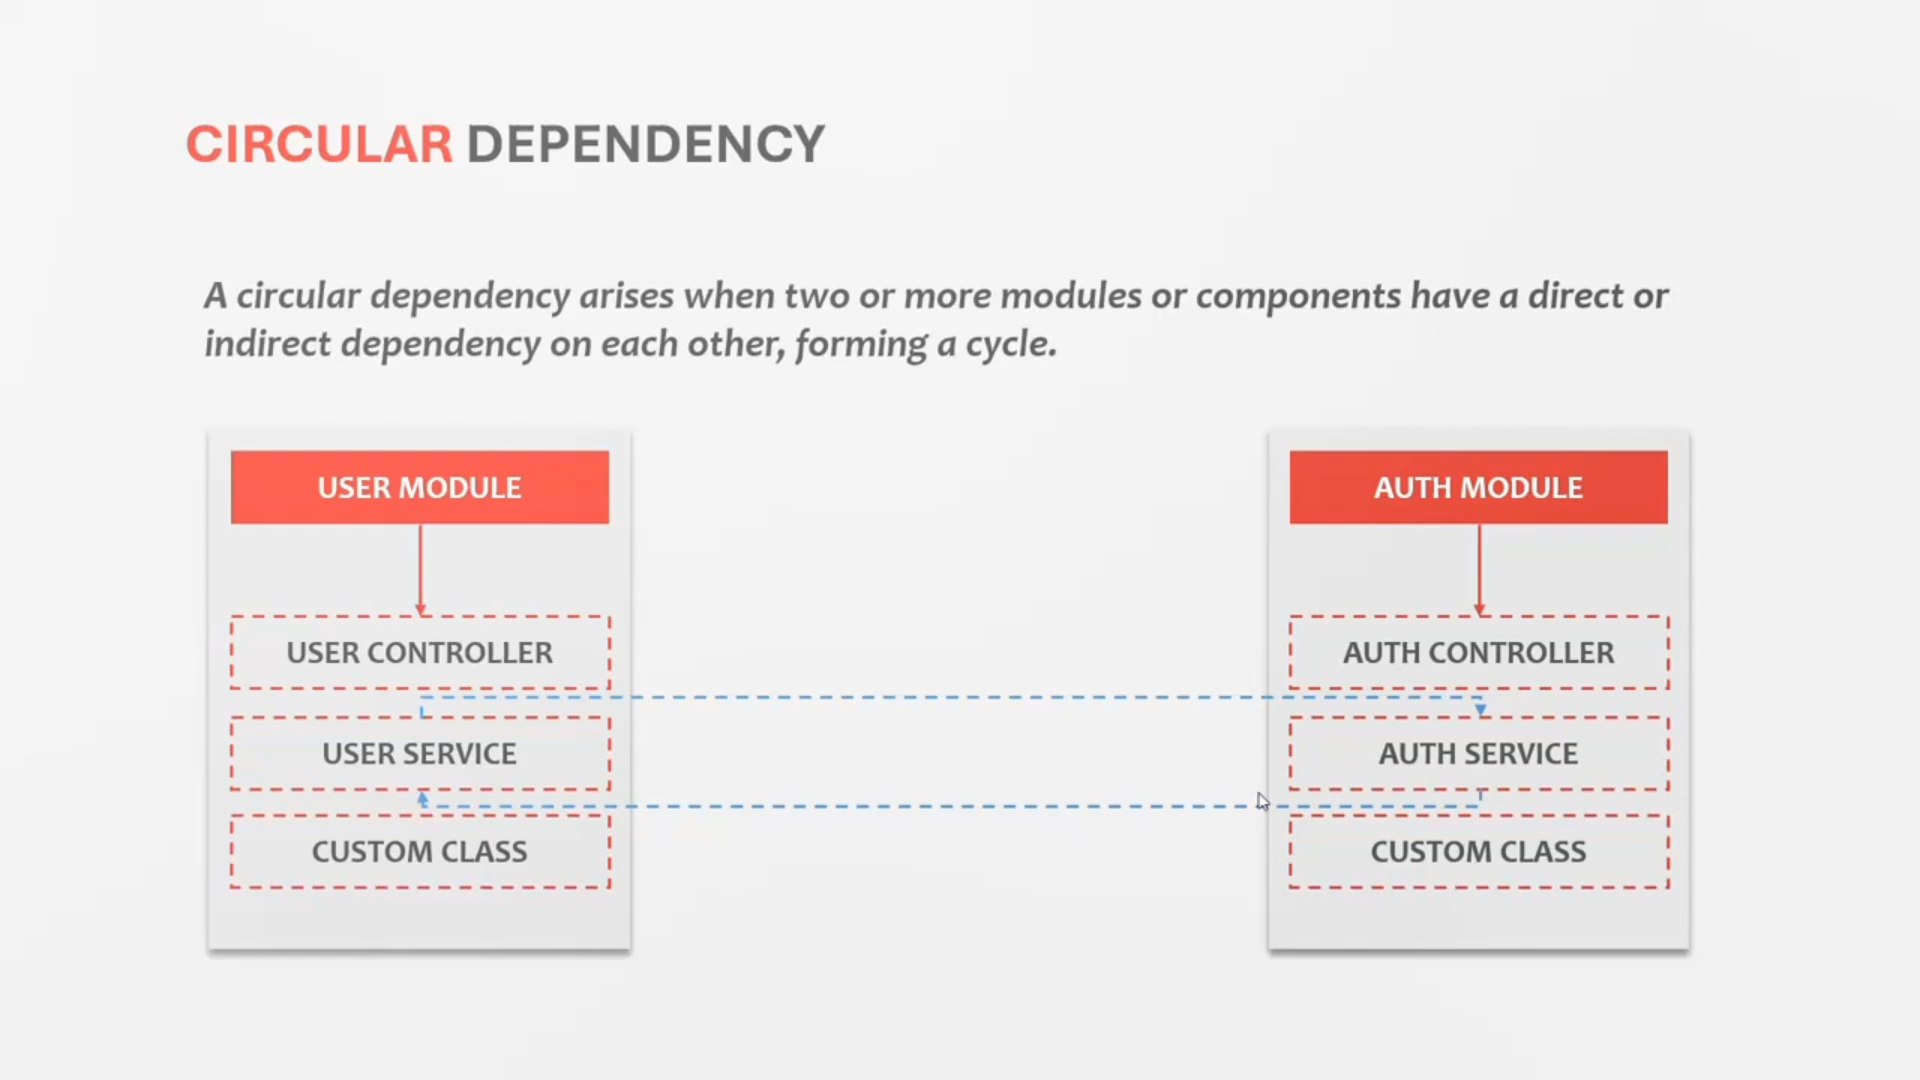 CIRCULAR DEPENDENCY
A circular dependency arises when two or more modules or components have a direct or
indirect dependency on each other, forming a cycle.
USER MODULE
USER CONTROLLER
USER SERVICE
CUSTOM CLASS
AUTH MODULE
AUTH CONTROLLER
AUTH SERVICE
CUSTOM CLASS